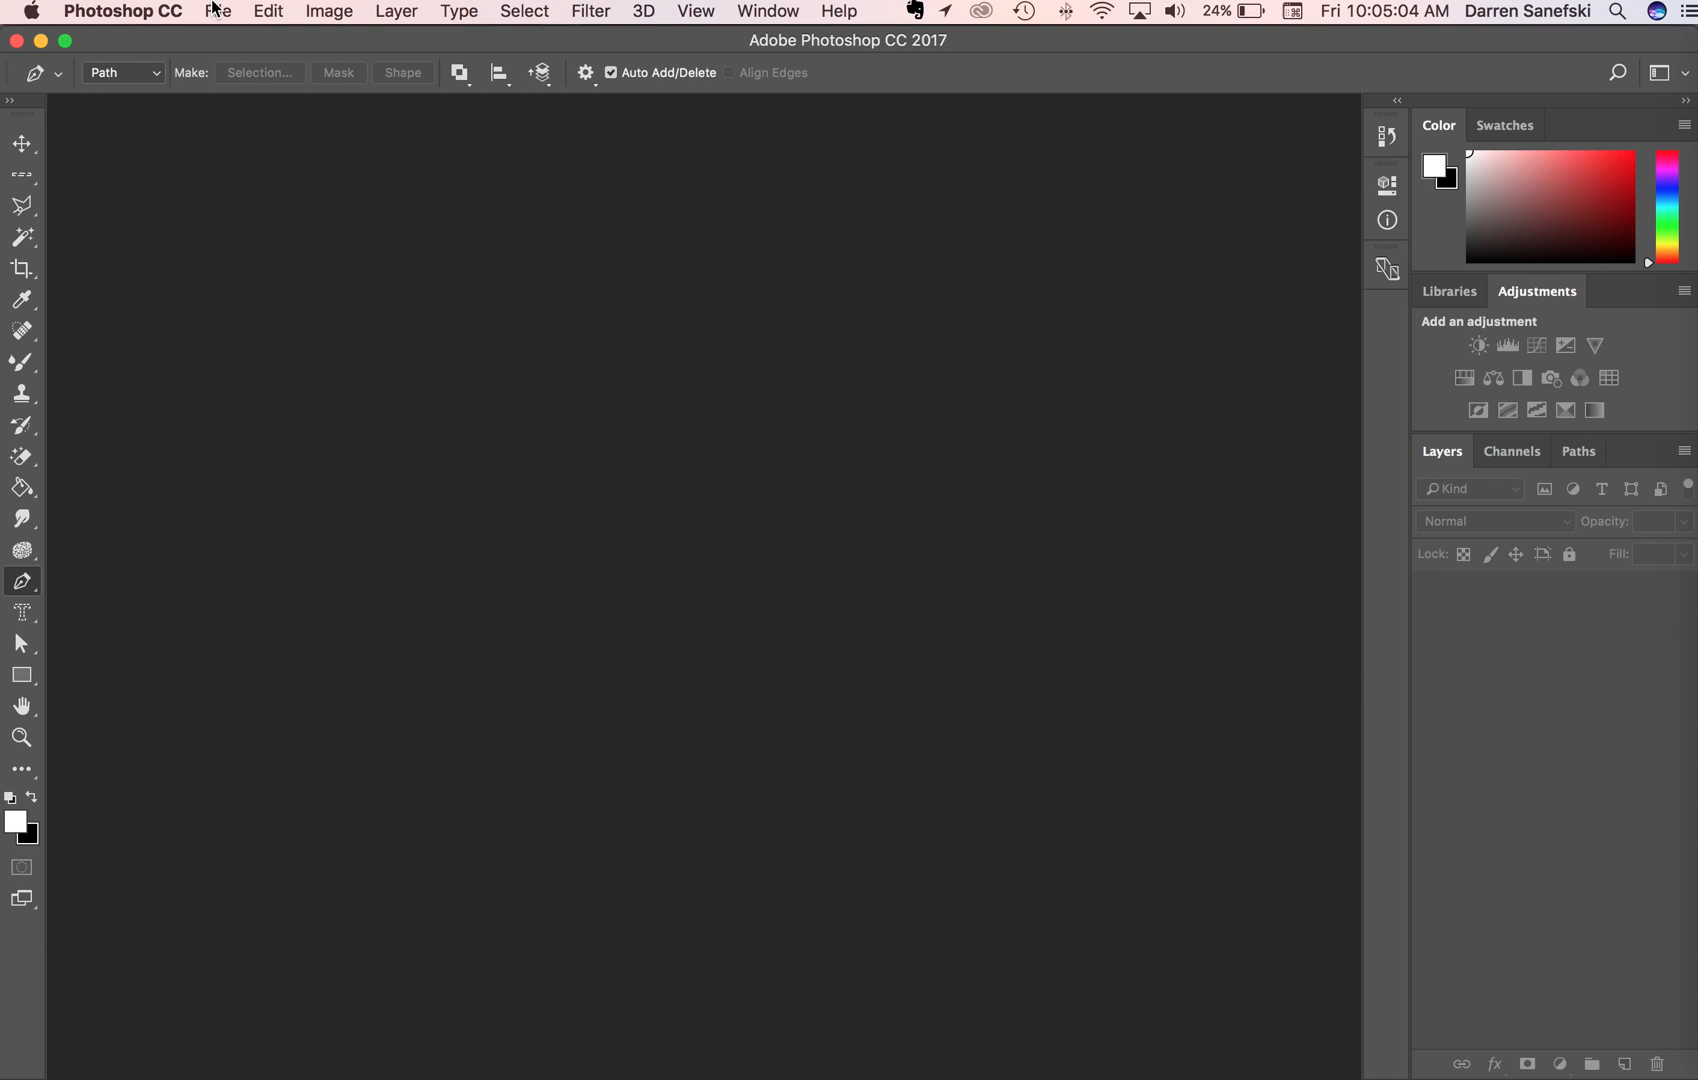 Photoshop CC File Edit Image Layer Type Select Filter 3D View Window Help 24% Fri 10:05:04 AM Darren Sanefski
Adobe Photoshop CC 2017
Path Make: Selection... Mask Shape Auto Add/Delete Align Edges
Color Swatches
Libraries Adjustments
Add an adjustment
Layers Channels Paths
Kind
Normal Opacity:
Lock: Fill: